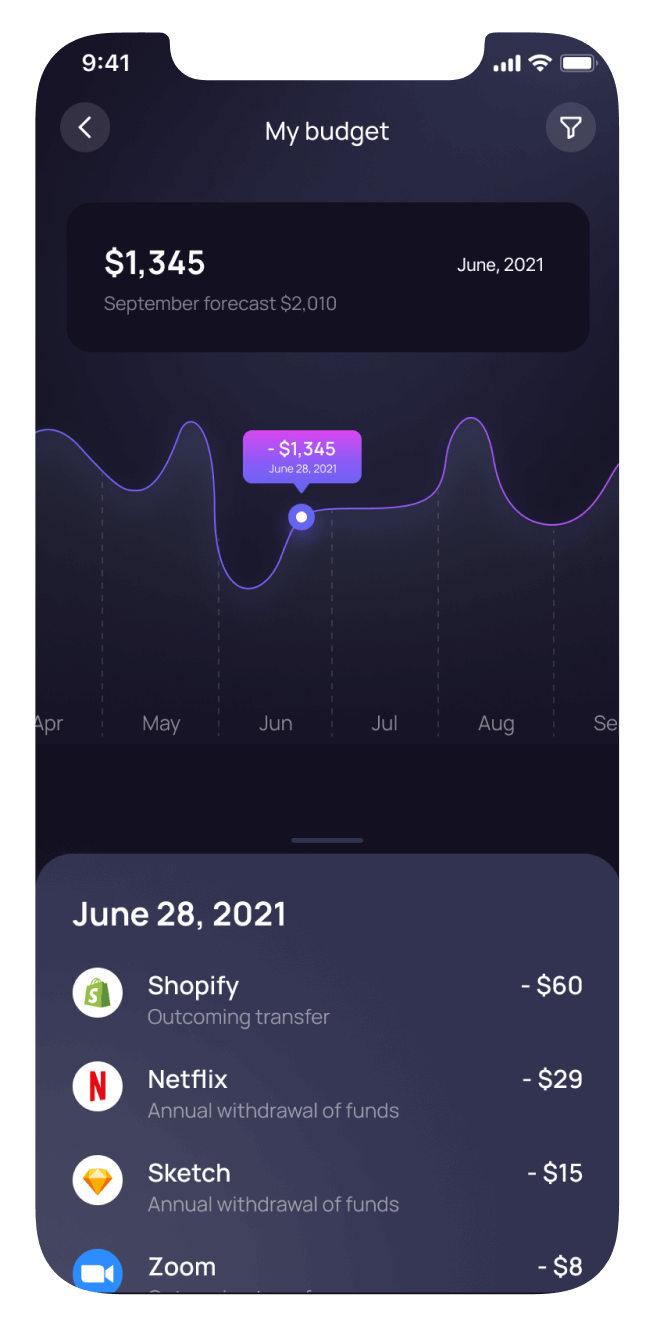 9:41
My budget
$1,345
June, 2021
September forecast $2,010
- $1,345
June 28, 2021
Apr May Jun Jul Aug Se
June 28, 2021
Shopify - $60
Outcoming transfer
Netflix - $29
Annual withdrawal of funds
Sketch - $15
Annual withdrawal of funds
Zoom - $8